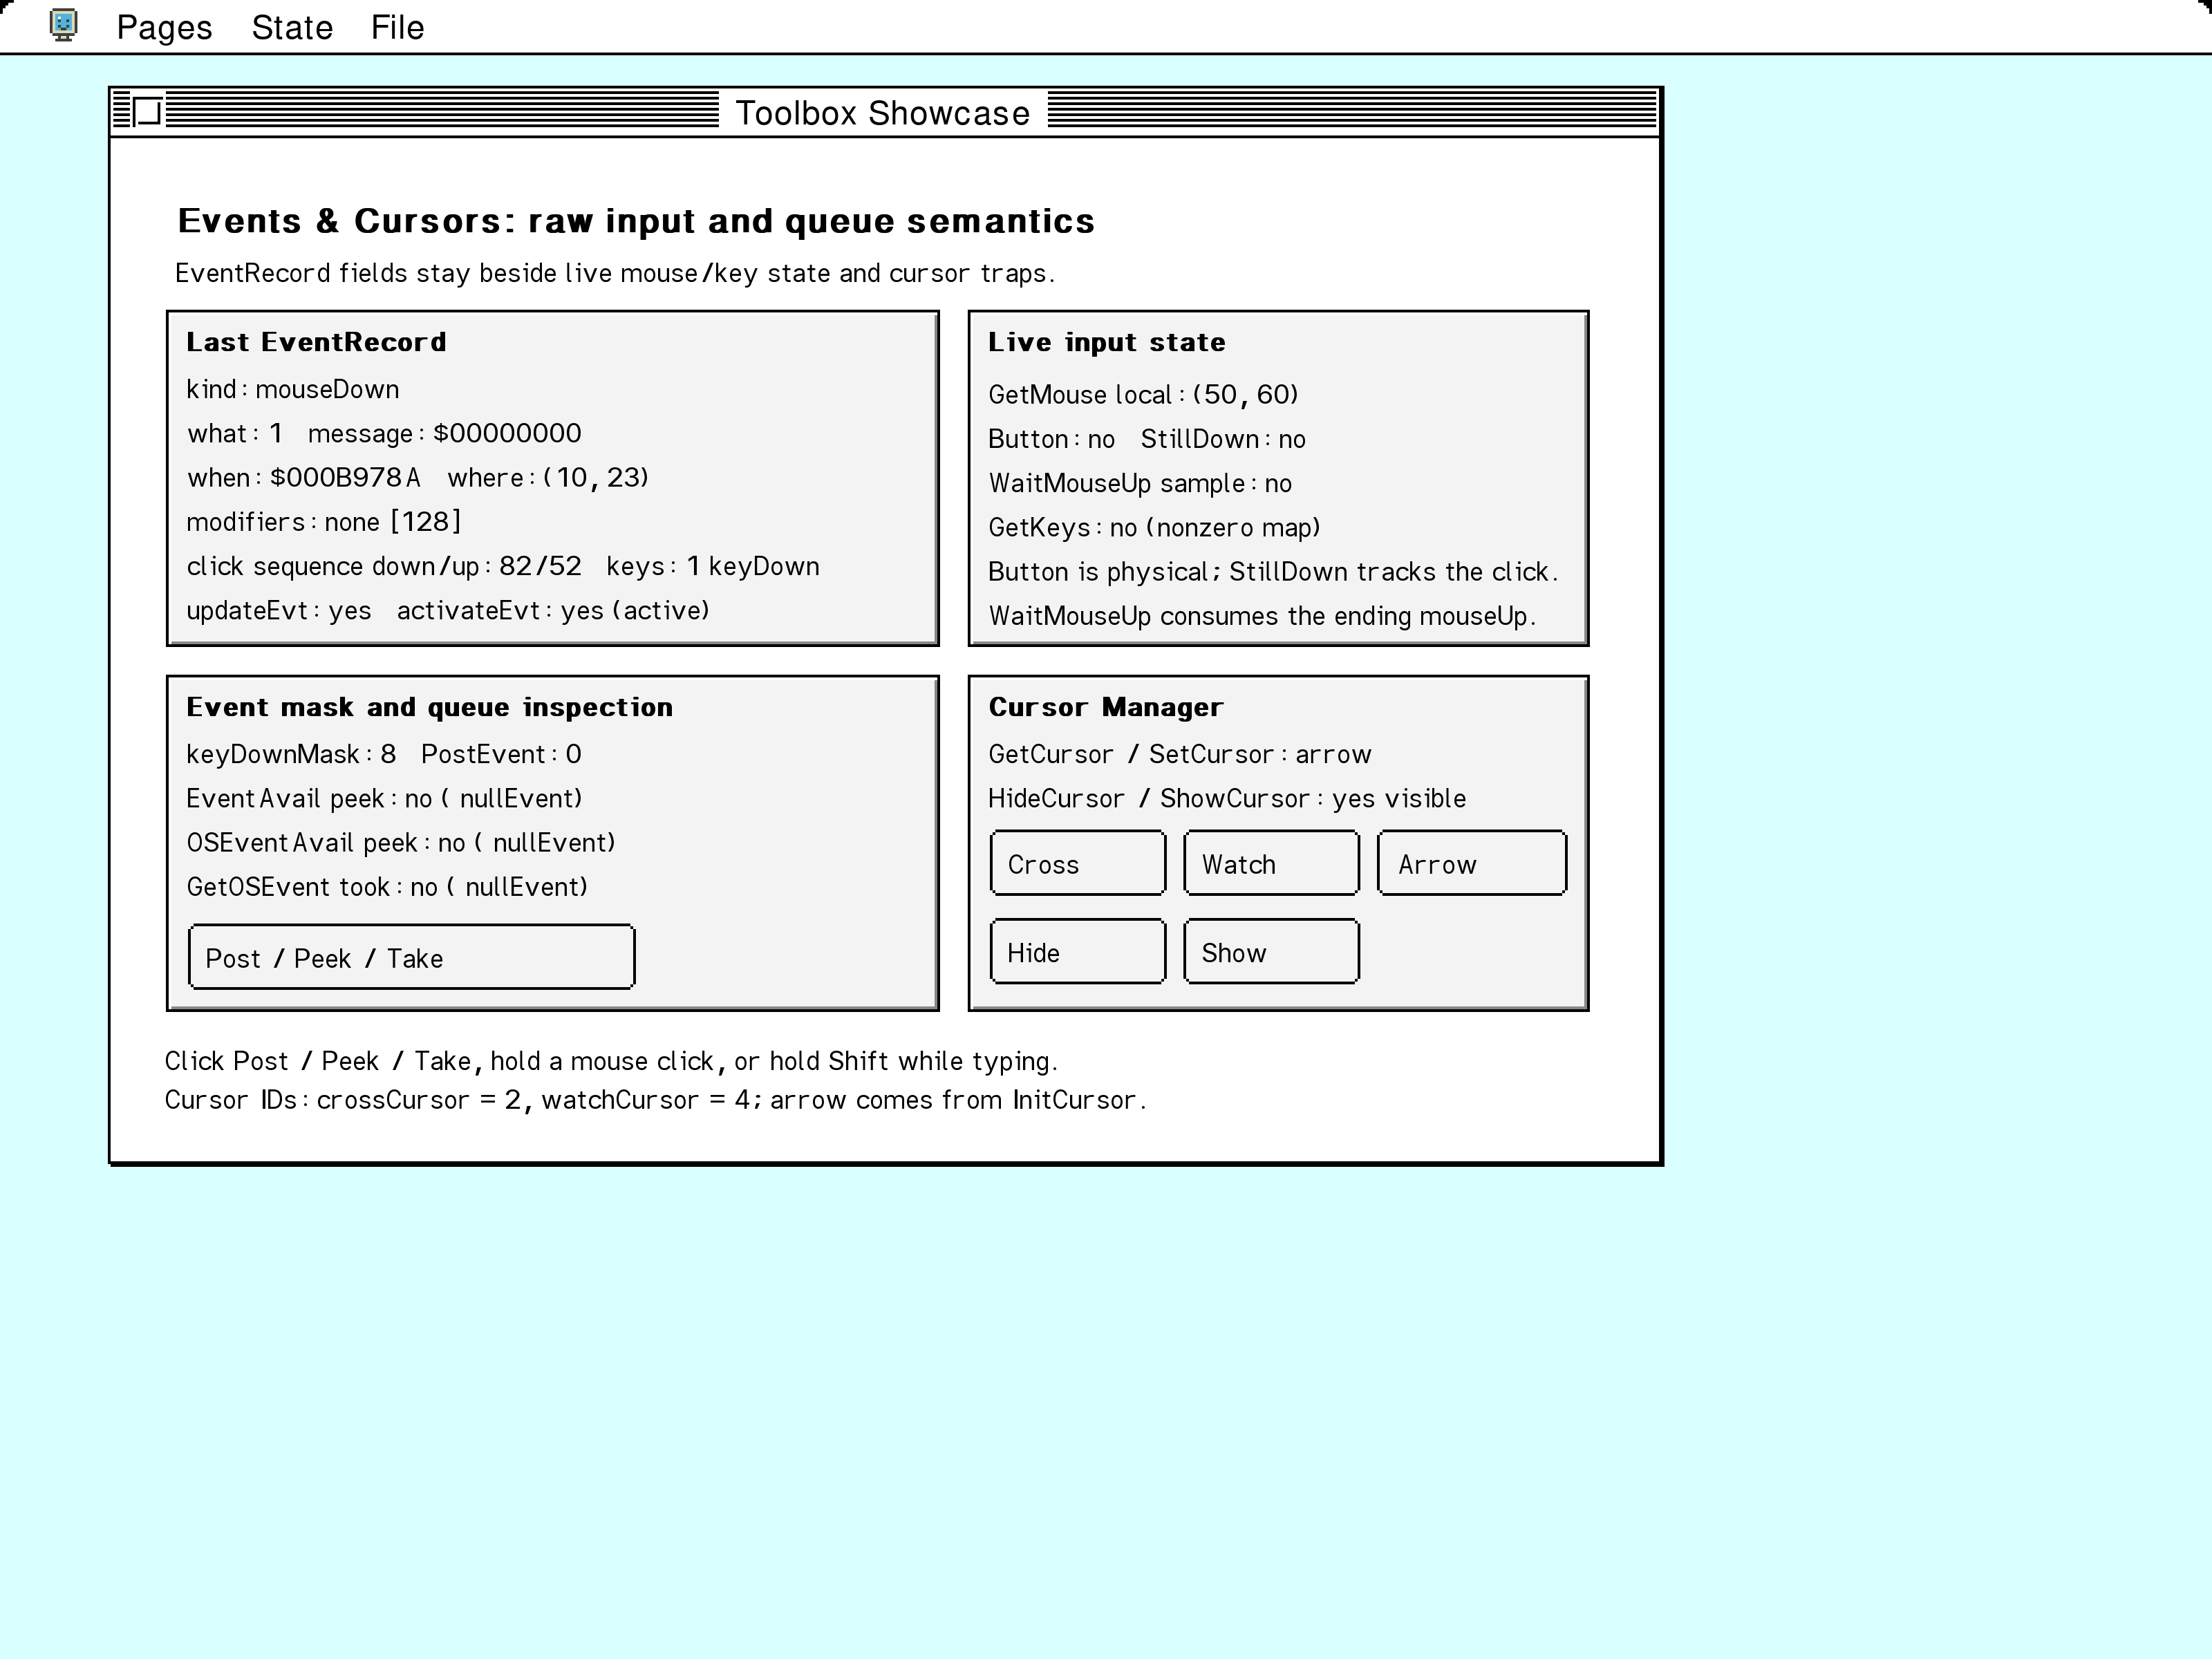 Pages State File
Toolbox Showcase
Events & Cursors: raw input and queue semantics
EventRecord fields stay beside live mouse/key state and cursor traps.
Last EventRecord
kind: mouseDown
what: 1 message: $00000000
when: $000B978A where: (10, 23)
modifiers: none [128]
click sequence down/up: 82/52 keys: 1 keyDown
updateEvt: yes activateEvt: yes (active)
Live input state
GetMouse local: (50, 60)
Button: no StillDown: no
WaitMouseUp sample: no
GetKeys: no (nonzero map)
Button is physical; StillDown tracks the click.
WaitMouseUp consumes the ending mouseUp.
Event mask and queue inspection
keyDownMask: 8 PostEvent: 0
EventAvail peek: no ( nullEvent)
OSEventAvail peek: no ( nullEvent)
GetOSEvent took: no ( nullEvent)
Post / Peek / Take
Cursor Manager
GetCursor / SetCursor: arrow
HideCursor / ShowCursor: yes visible
Cross Watch Arrow
Hide Show
Click Post / Peek / Take, hold a mouse click, or hold Shift while typing.
Cursor IDs: crossCursor = 2, watchCursor = 4; arrow comes from InitCursor.